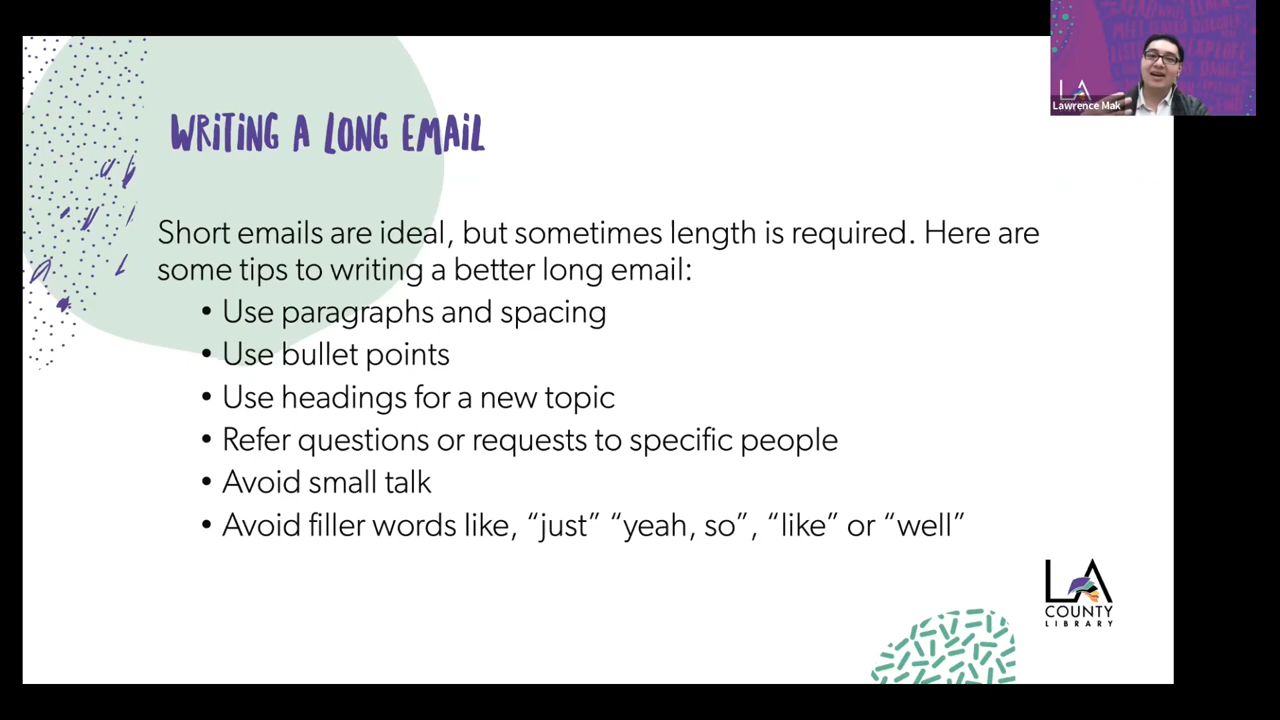 WRITING A LONG EMAIL
Short emails are ideal, but sometimes length is required. Here are
some tips to writing a better long email:
• Use paragraphs and spacing
• Use bullet points
• Use headings for a new topic
• Refer questions or requests to specific people
• Avoid small talk
• Avoid filler words like, “just” “yeah, so”, “like” or “well”
LA
COUNTY
LIBRARY
LA
Lawrence Mak